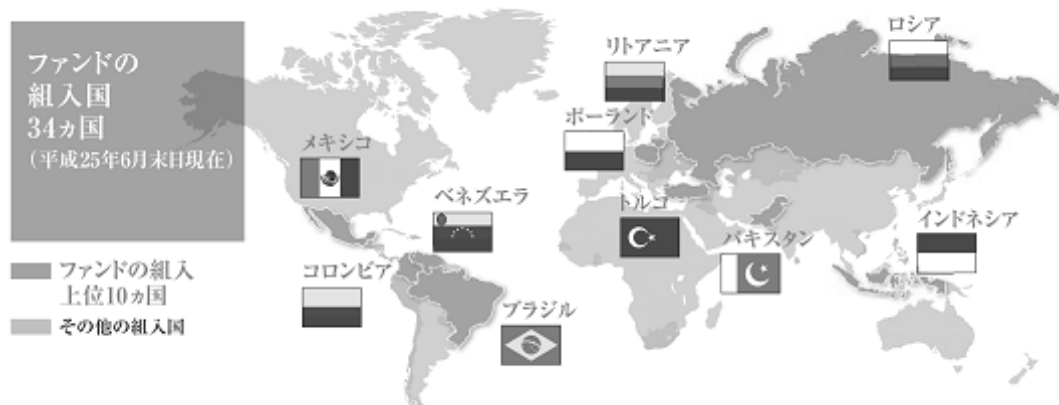 ファンドの
組入国
34ヵ国
(平成25年6月末日現在)
ファンドの組入
上位10ヵ国
その他の組入国
メキシコ
ベネズエラ
コロンビア
ブラジル
リトアニア
ポーランド
トルコ
パキスタン
ロシア
インドネシア